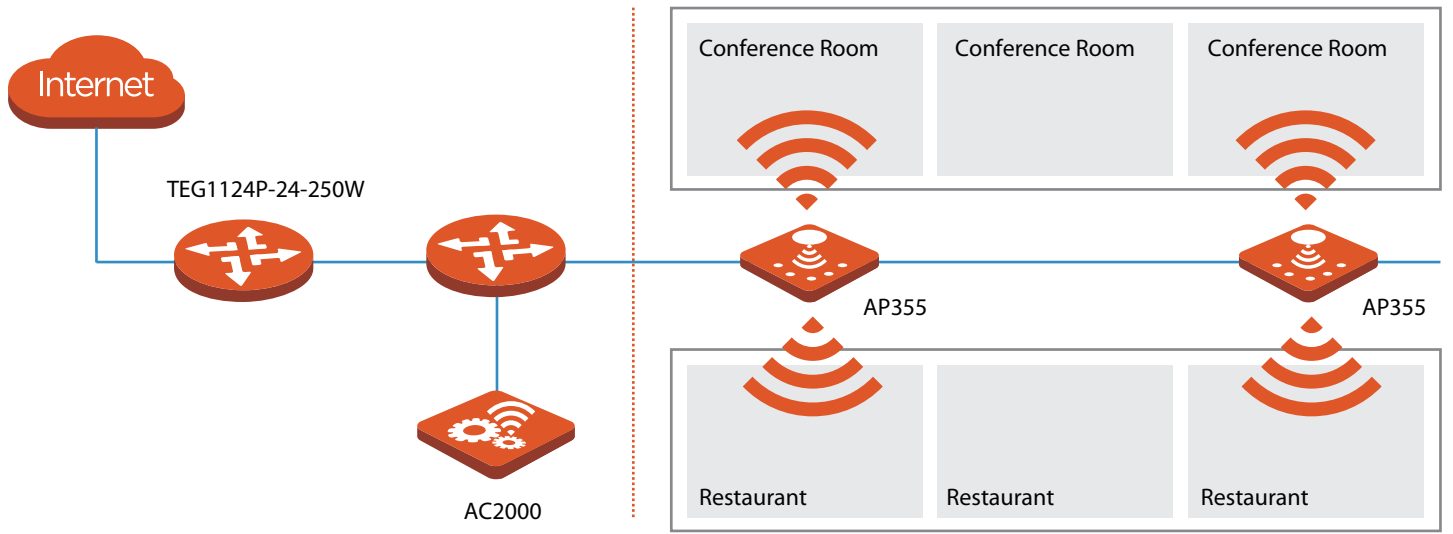 Internet
TEG1124P-24-250W
AC2000
Conference Room
Conference Room
Conference Room
AP355
AP355
Restaurant
Restaurant
Restaurant